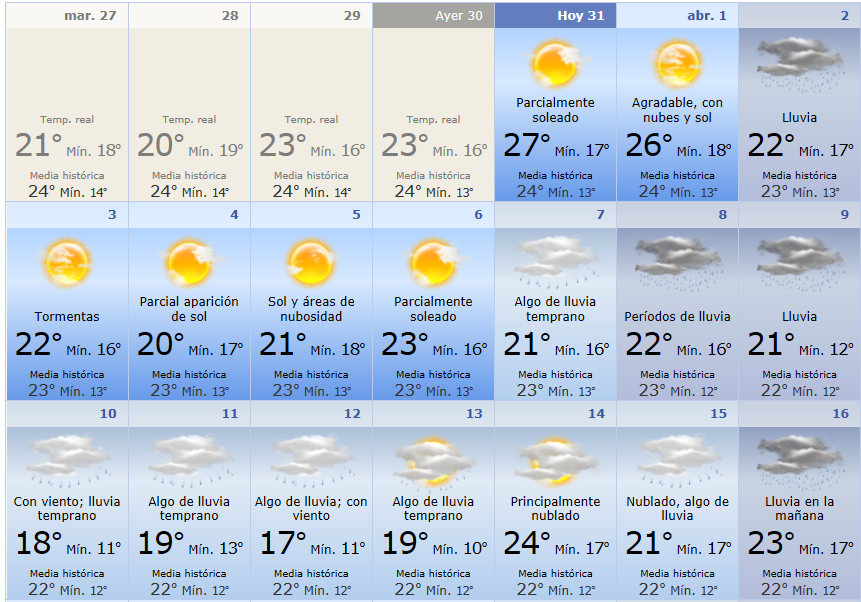 mar. 27
28
29
Ayer 30
Hoy 31
abr. 1
2
Temp. real
21° Mín. 18°
Media histórica
24° Mín. 14°
Temp. real
20° Mín. 19°
Media histórica
24° Mín. 14°
Temp. real
23° Mín. 16°
Media histórica
24° Mín. 14°
Temp. real
23° Mín. 16°
Media histórica
24° Mín. 13°
Parcialmente
soleado
27° Mín. 17°
Media histórica
24° Mín. 13°
Agradable, con
nubes y sol
26° Mín. 18°
Media histórica
24° Mín. 13°
Lluvia
22° Mín. 17°
Media histórica
23° Mín. 13°
3
4
5
6
7
8
9
Tormentas
22° Mín. 16°
Media histórica
23° Mín. 13°
Parcial aparición
de sol
20° Mín. 17°
Media histórica
23° Mín. 13°
Sol y áreas de
nubosidad
21° Mín. 18°
Media histórica
23° Mín. 13°
Parcialmente
soleado
23° Mín. 16°
Media histórica
23° Mín. 13°
Algo de lluvia
temprano
21° Mín. 16°
Media histórica
23° Mín. 13°
Períodos de lluvia
22° Mín. 16°
Media histórica
23° Mín. 12°
Lluvia
21° Mín. 12°
Media histórica
22° Mín. 12°
10
11
12
13
14
15
16
Con viento; lluvia
temprano
18° Mín. 11°
Media histórica
22° Mín. 12°
Algo de lluvia
temprano
19° Mín. 13°
Media histórica
22° Mín. 12°
Algo de lluvia; con
viento
17° Mín. 11°
Media histórica
22° Mín. 12°
Algo de lluvia
temprano
19° Mín. 10°
Media histórica
22° Mín. 12°
Principalmente
nublado
24° Mín. 17°
Media histórica
22° Mín. 12°
Nublado, algo de
lluvia
21° Mín. 17°
Media histórica
22° Mín. 12°
Lluvia en la
mañana
23° Mín. 17°
Media histórica
22° Mín. 12°